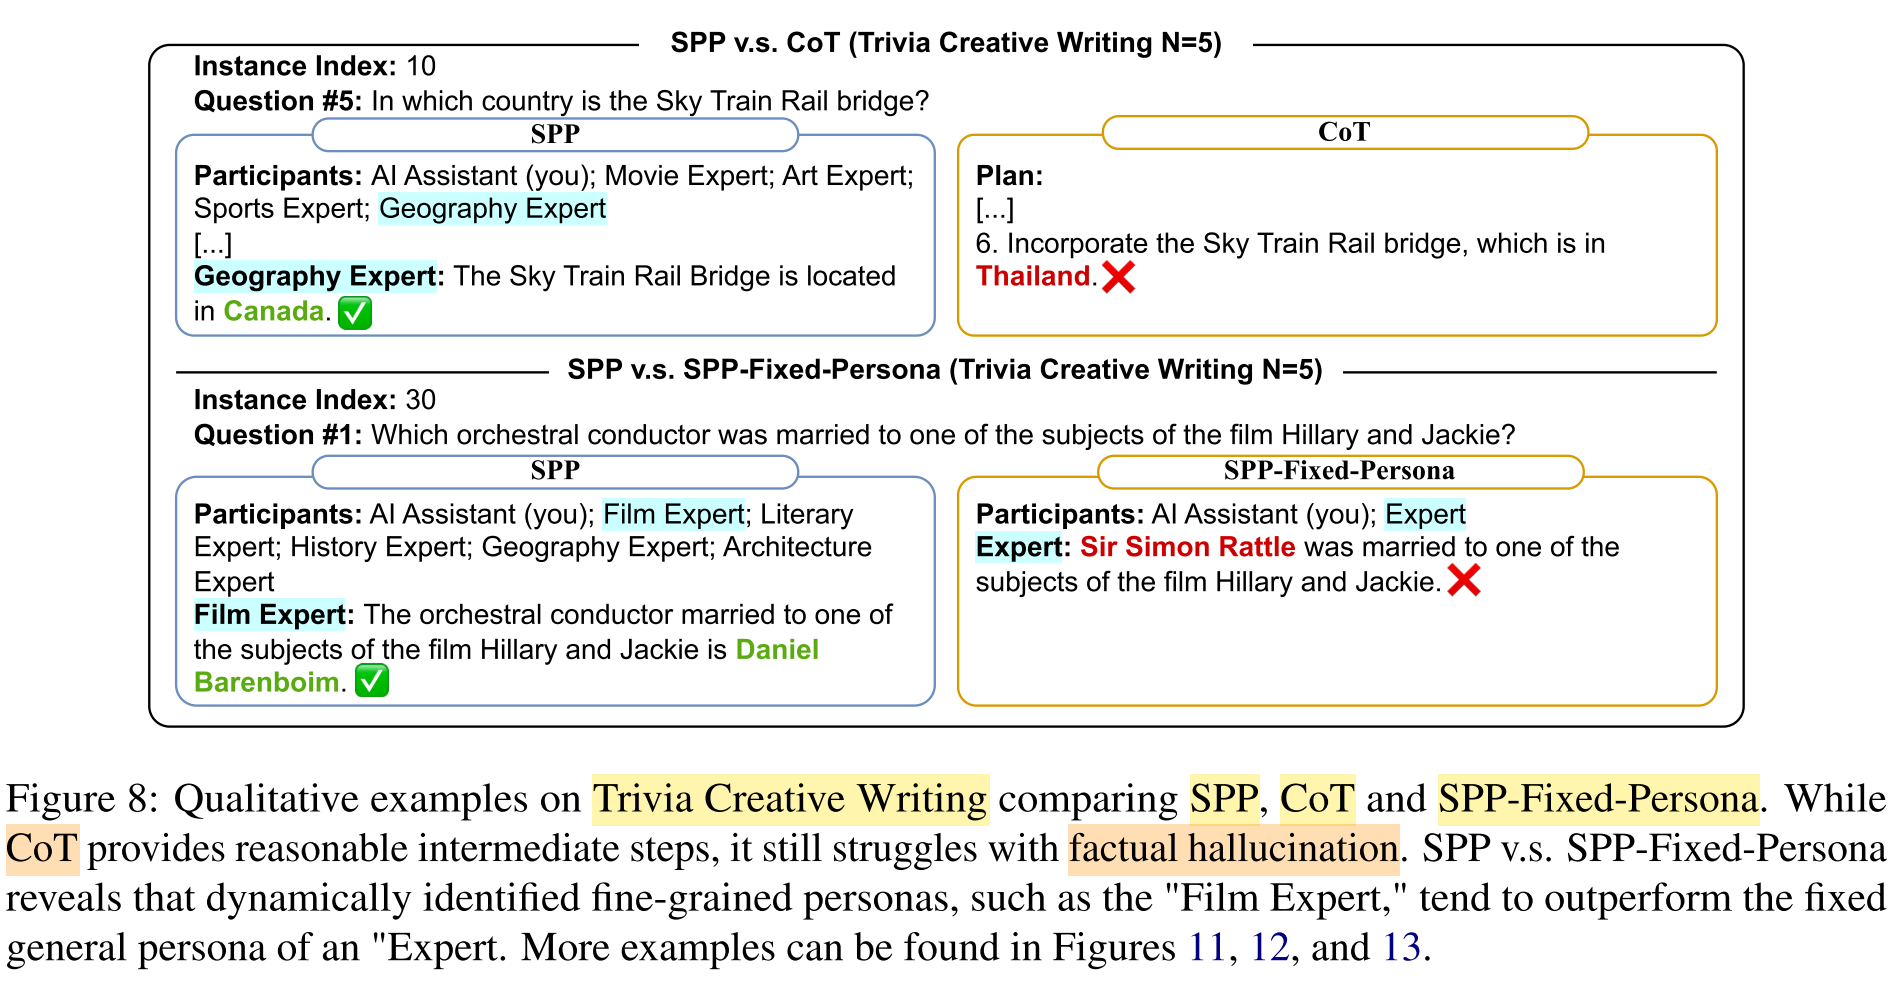 SPP v.s. CoT (Trivia Creative Writing N=5)
Instance Index: 10
Question #5: In which country is the Sky Train Rail bridge?
SPP
Participants: AI Assistant (you); Movie Expert; Art Expert;
Sports Expert; Geography Expert
[...]
Geography Expert: The Sky Train Rail Bridge is located
in Canada. ✅
CoT
Plan:
[...]
6. Incorporate the Sky Train Rail bridge, which is in
Thailand. ❌
SPP v.s. SPP-Fixed-Persona (Trivia Creative Writing N=5)
Instance Index: 30
Question #1: Which orchestral conductor was married to one of the subjects of the film Hillary and Jackie?
SPP
Participants: AI Assistant (you); Film Expert; Literary
Expert; History Expert; Geography Expert; Architecture
Expert
Film Expert: The orchestral conductor married to one of
the subjects of the film Hillary and Jackie is Daniel
Barenboim. ✅
SPP-Fixed-Persona
Participants: AI Assistant (you); Expert
Expert: Sir Simon Rattle was married to one of the
subjects of the film Hillary and Jackie. ❌
Figure 8: Qualitative examples on Trivia Creative Writing comparing SPP, CoT and SPP-Fixed-Persona. While
CoT provides reasonable intermediate steps, it still struggles with factual hallucination. SPP v.s. SPP-Fixed-Persona
reveals that dynamically identified fine-grained personas, such as the "Film Expert," tend to outperform the fixed
general persona of an "Expert. More examples can be found in Figures 11, 12, and 13.